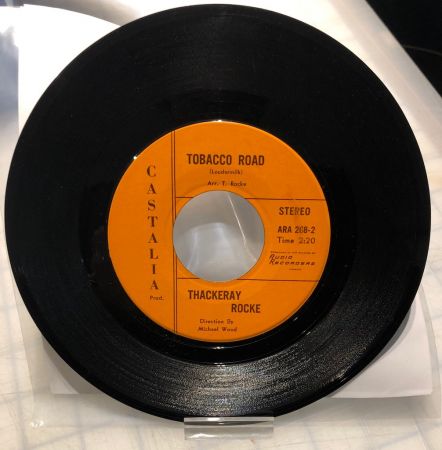 TOBACCO ROAD
(Loudermilk)
Arr. T. Rocke
CASTALIA
Prod.
STEREO
ARA 268-2
Time 2:20
AUDIO
RECORDERS
THACKERAY
ROCKE
Direction By
Michael Wood